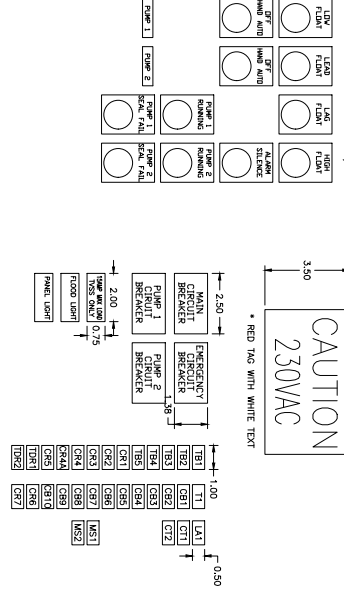 LOW
FLOAT
LEAD
FLOAT
LAG
FLOAT
HIGH
FLOAT
OFF
HAND AUTO
OFF
HAND AUTO
ALARM
SILENCE
PUMP 1
RUNNING
PUMP 2
RUNNING
PUMP 1
PUMP 2
PUMP 1
SEAL FAIL
PUMP 2
SEAL FAIL
3.50
CAUTION
230VAC
* RED TAG WITH WHITE TEXT
2.50
MAIN
CIRCUIT
BREAKER
EMERGENCY
CIRCUIT
BREAKER
1.38
PUMP 1
CIRCUIT
BREAKER
PUMP 2
CIRCUIT
BREAKER
2.00
15AMP MAX LOAD
TVSS ONLY
0.75
FLOOD LIGHT
PANEL LIGHT
1.00
0.50
TB1 T1 LA1
TB2 CB1 CT1
TB3 CB2 CT2
TB4 CB3
TB5 CB4
CR1 CB5
CR2 CB6
CR3 CB7 MS1
CR4 CB8 MS2
CR4A CB9
CR5 CB10
TDR1 CR6
TDR2 CR7